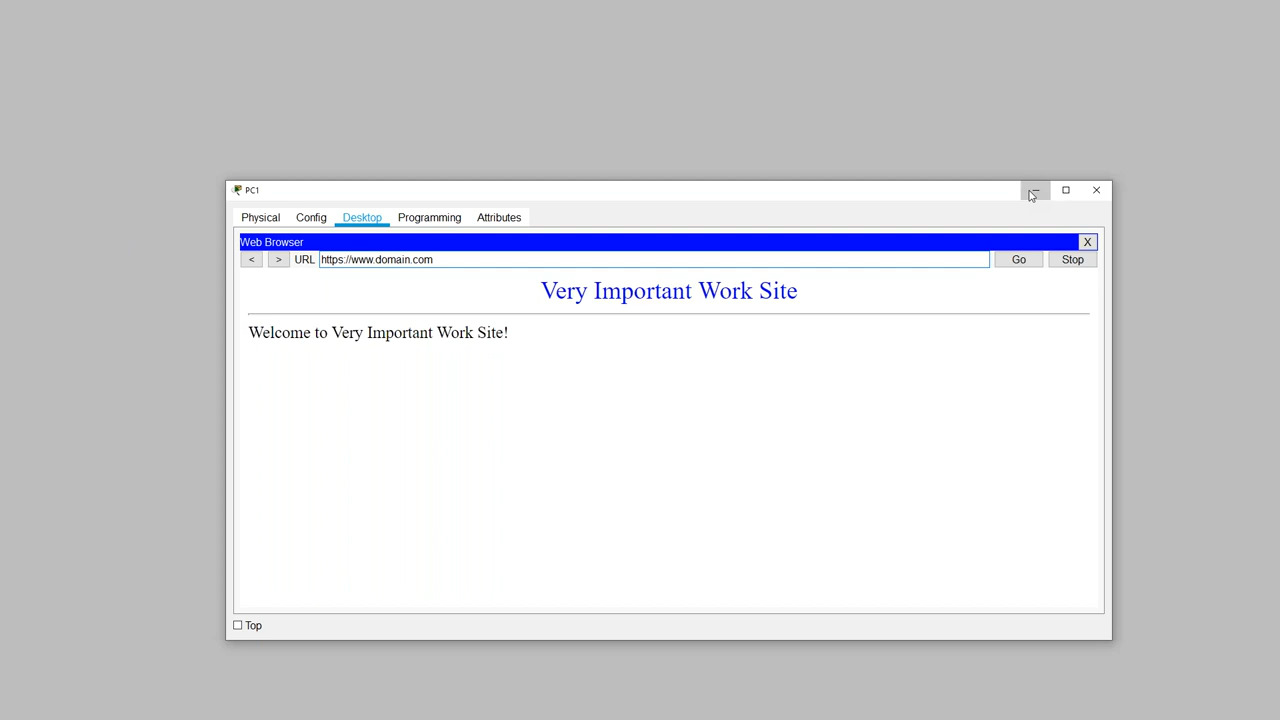 PC1
Physical Config Desktop Programming Attributes
Web Browser X
< > URL https://www.domain.com Go Stop
Very Important Work Site
Welcome to Very Important Work Site!
Top